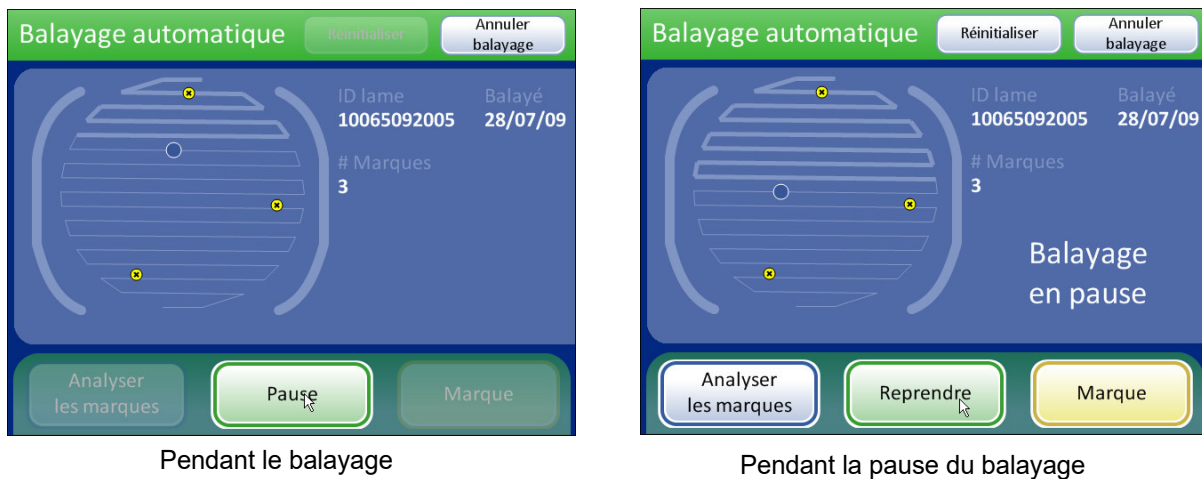 Balayage automatique
Réinitialiser
Annuler
balayage
ID lame
10065092005
Balayé
28/07/09
# Marques
3
Analyser
les marques
Pause
Marque
Pendant le balayage
Balayage automatique
Réinitialiser
Annuler
balayage
ID lame
10065092005
Balayé
28/07/09
# Marques
3
Balayage
en pause
Analyser
les marques
Reprendre
Marque
Pendant la pause du balayage